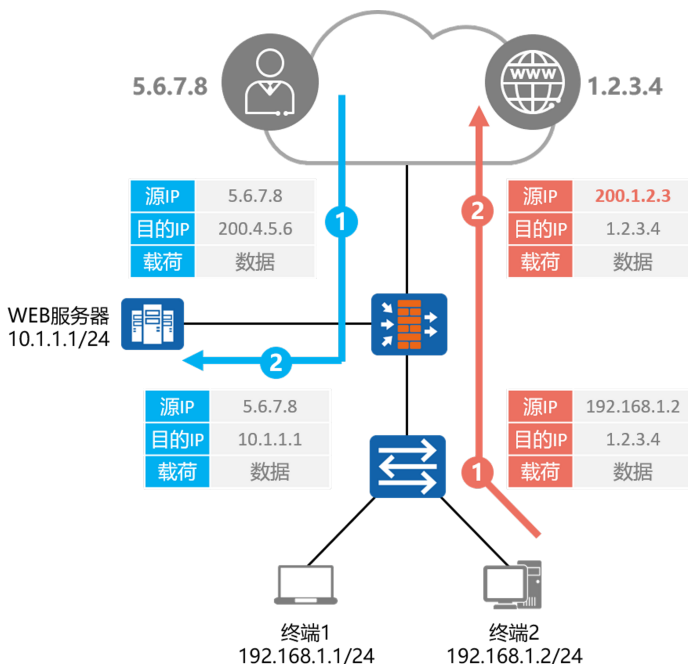 5.6.7.8
WWW
1.2.3.4
源IP 5.6.7.8
目的IP 200.4.5.6
载荷 数据
1
2
源IP 200.1.2.3
目的IP 1.2.3.4
载荷 数据
WEB服务器
10.1.1.1/24
2
源IP 5.6.7.8
目的IP 10.1.1.1
载荷 数据
源IP 192.168.1.2
目的IP 1.2.3.4
载荷 数据
1
终端1
192.168.1.1/24
终端2
192.168.1.2/24